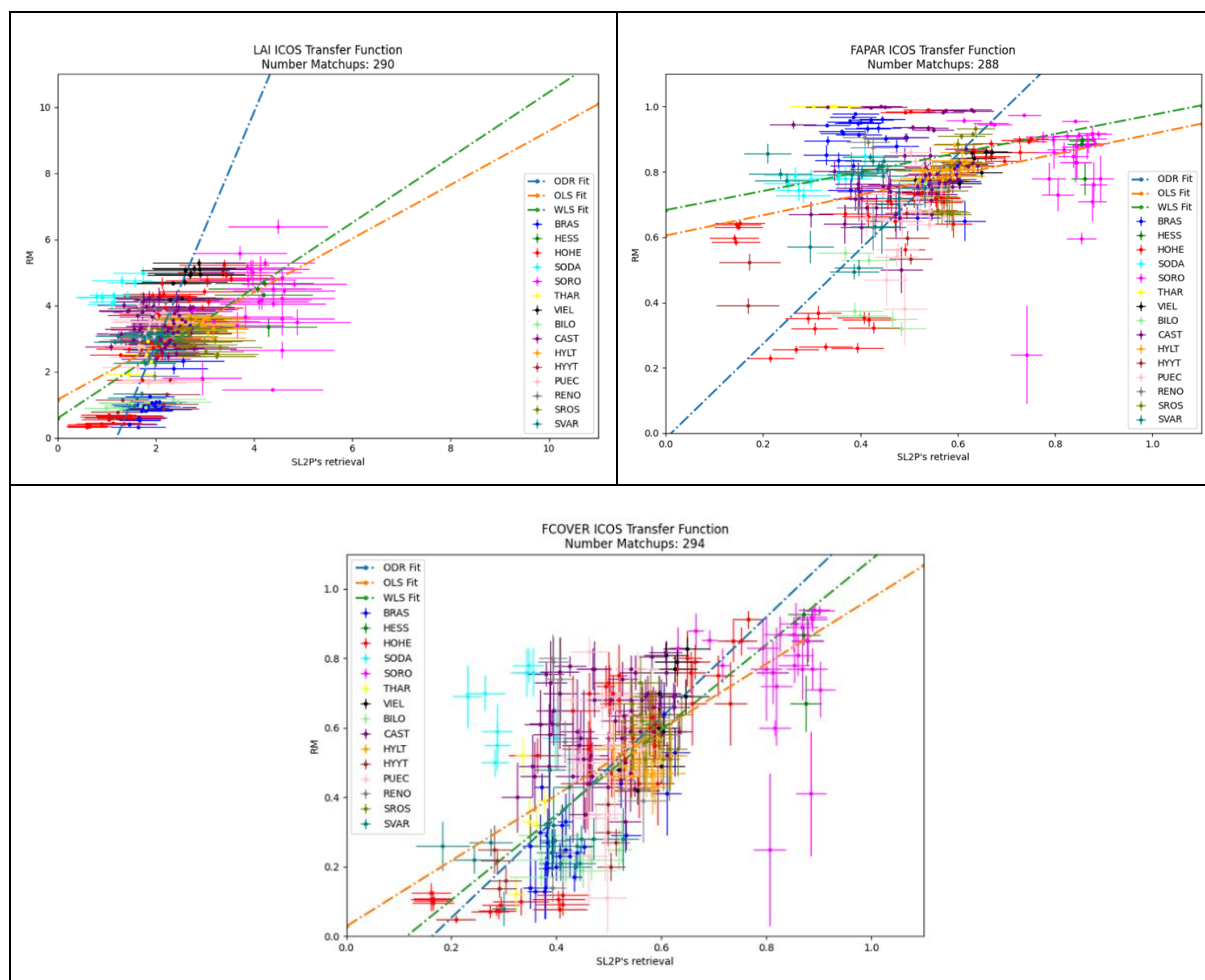 LAI ICOS Transfer Function
Number Matchups: 290
RM
10
8
6
4
2
0
0
2
4
6
8
10
SL2P's retrieval
ODR Fit
OLS Fit
WLS Fit
BRAS
HESS
HOHE
SODA
SORO
THAR
VIEL
BILO
CAST
HYLT
HYYT
PUEC
RENO
SROS
SVAR
FAPAR ICOS Transfer Function
Number Matchups: 288
RM
1.0
0.8
0.6
0.4
0.2
0.0
0.0
0.2
0.4
0.6
0.8
1.0
SL2P's retrieval
ODR Fit
OLS Fit
WLS Fit
BRAS
HESS
HOHE
SODA
SORO
THAR
VIEL
BILO
CAST
HYLT
HYYT
PUEC
RENO
SROS
SVAR
FCOVER ICOS Transfer Function
Number Matchups: 294
ODR Fit
OLS Fit
WLS Fit
BRAS
HESS
HOHE
SODA
SORO
THAR
VIEL
BILO
CAST
HYLT
HYYT
PUEC
RENO
SROS
SVAR
RM
1.0
0.8
0.6
0.4
0.2
0.0
0.0
0.2
0.4
0.6
0.8
1.0
SL2P's retrieval